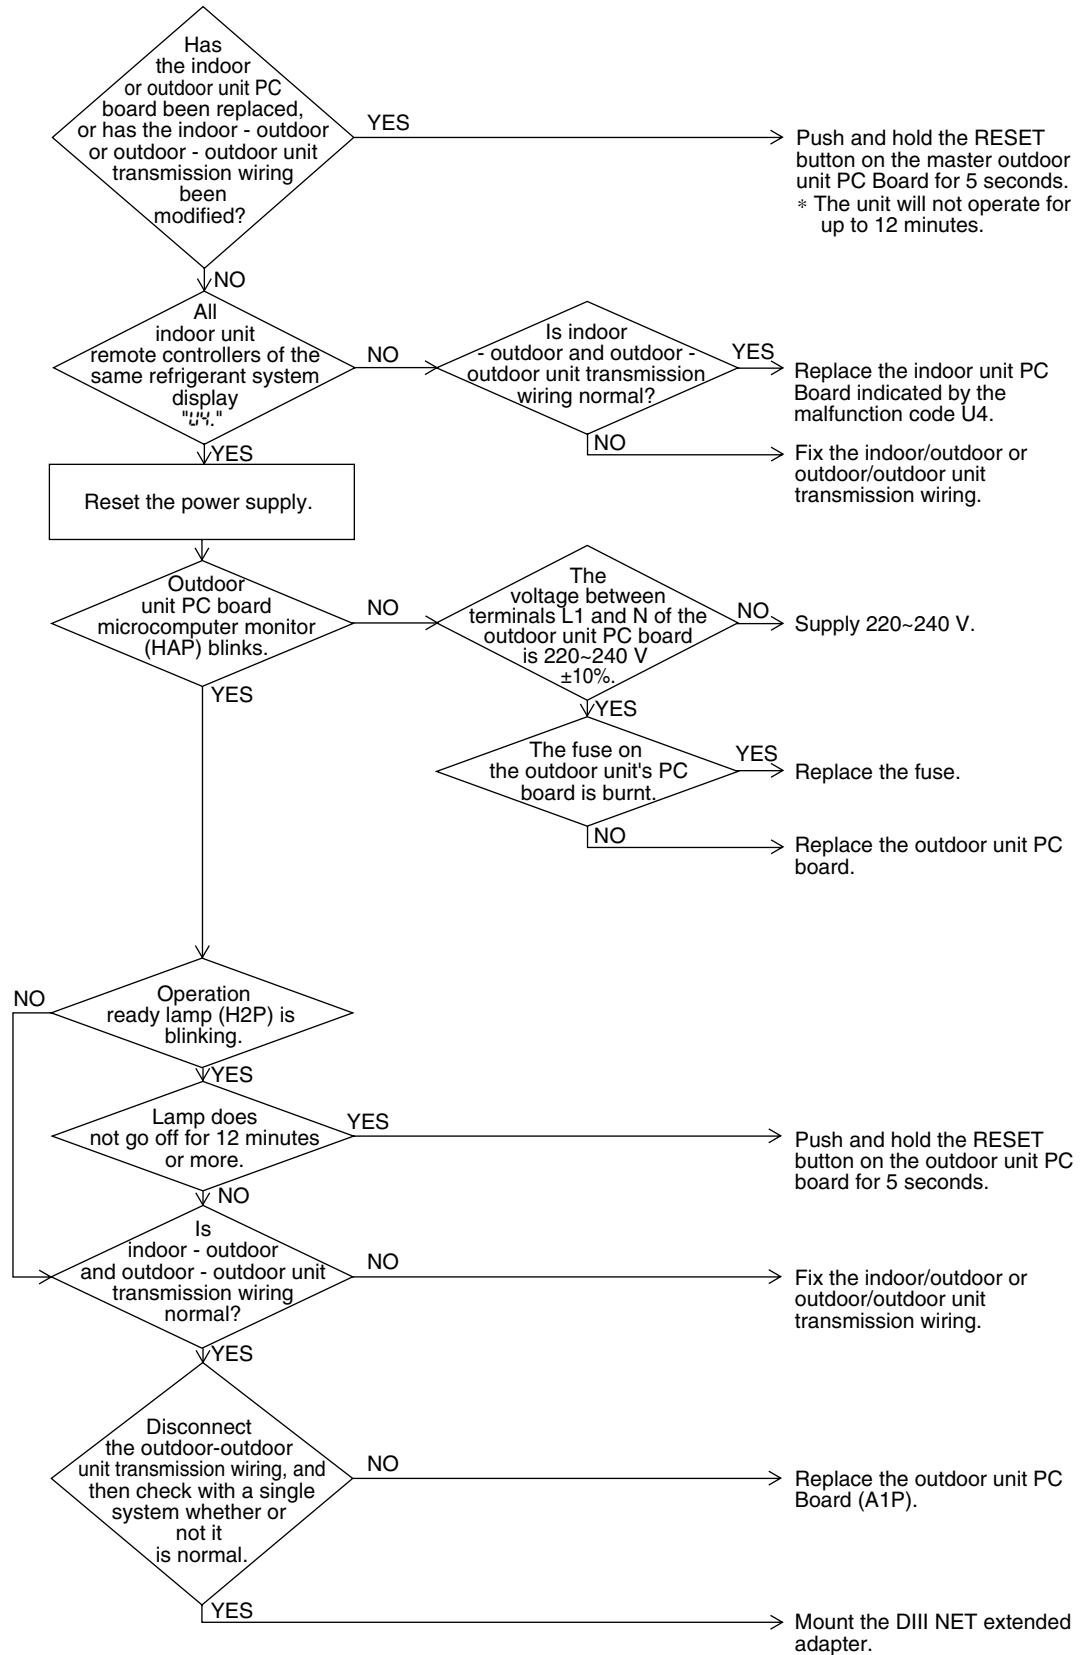 Has
the indoor
or outdoor unit PC
board been replaced,
or has the indoor - outdoor
or outdoor - outdoor unit
transmission wiring
been
modified?
YES
Push and hold the RESET
button on the master outdoor
unit PC Board for 5 seconds.
* The unit will not operate for
up to 12 minutes.
NO
All
indoor unit
remote controllers of the
same refrigerant system
display
"U4."
NO
Is indoor
- outdoor and outdoor -
outdoor unit transmission
wiring normal?
YES
Replace the indoor unit PC
Board indicated by the
malfunction code U4.
NO
Fix the indoor/outdoor or
outdoor/outdoor unit
transmission wiring.
YES
Reset the power supply.
Outdoor
unit PC board
microcomputer monitor
(HAP) blinks.
NO
The
voltage between
terminals L1 and N of the
outdoor unit PC board
is 220~240 V
±10%.
NO
Supply 220~240 V.
YES
YES
The fuse on
the outdoor unit's PC
board is burnt.
YES
Replace the fuse.
NO
Replace the outdoor unit PC
board.
NO
Operation
ready lamp (H2P) is
blinking.
YES
Lamp does
not go off for 12 minutes
or more.
YES
Push and hold the RESET
button on the outdoor unit PC
board for 5 seconds.
NO
Is
indoor - outdoor
and outdoor - outdoor unit
transmission wiring
normal?
NO
Fix the indoor/outdoor or
outdoor/outdoor unit
transmission wiring.
YES
Disconnect
the outdoor-outdoor
unit transmission wiring, and
then check with a single
system whether or
not it
is normal.
NO
Replace the outdoor unit PC
Board (A1P).
YES
Mount the DIII NET extended
adapter.